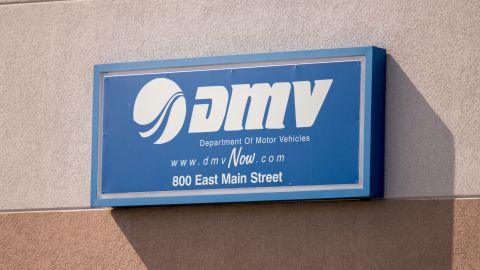 DMV
Department Of Motor Vehicles
www.dmvNow.com
800 East Main Street